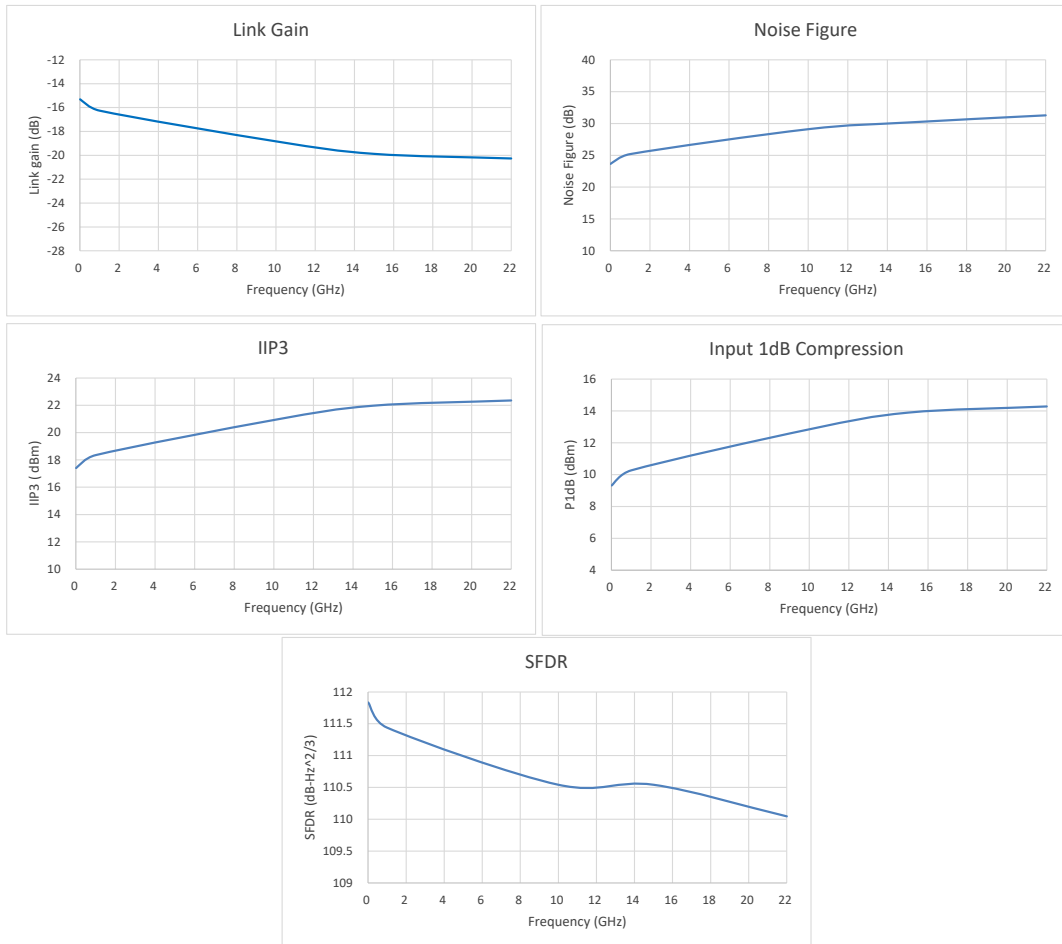 Link Gain
Link gain (dB)
-12
-14
-16
-18
-20
-22
-24
-26
-28
0 2 4 6 8 10 12 14 16 18 20 22
Frequency (GHz)
Noise Figure
Noise Figure (dB)
40
35
30
25
20
15
10
0 2 4 6 8 10 12 14 16 18 20 22
Frequency (GHz)
IIP3
IIP3 ( dBm)
24
22
20
18
16
14
12
10
0 2 4 6 8 10 12 14 16 18 20 22
Frequency (GHz)
Input 1dB Compression
P1dB (dBm)
16
14
12
10
8
6
4
0 2 4 6 8 10 12 14 16 18 20 22
Frequency (GHz)
SFDR
SFDR (dB-Hz^2/3)
112
111.5
111
110.5
110
109.5
109
0 2 4 6 8 10 12 14 16 18 20 22
Frequency (GHz)